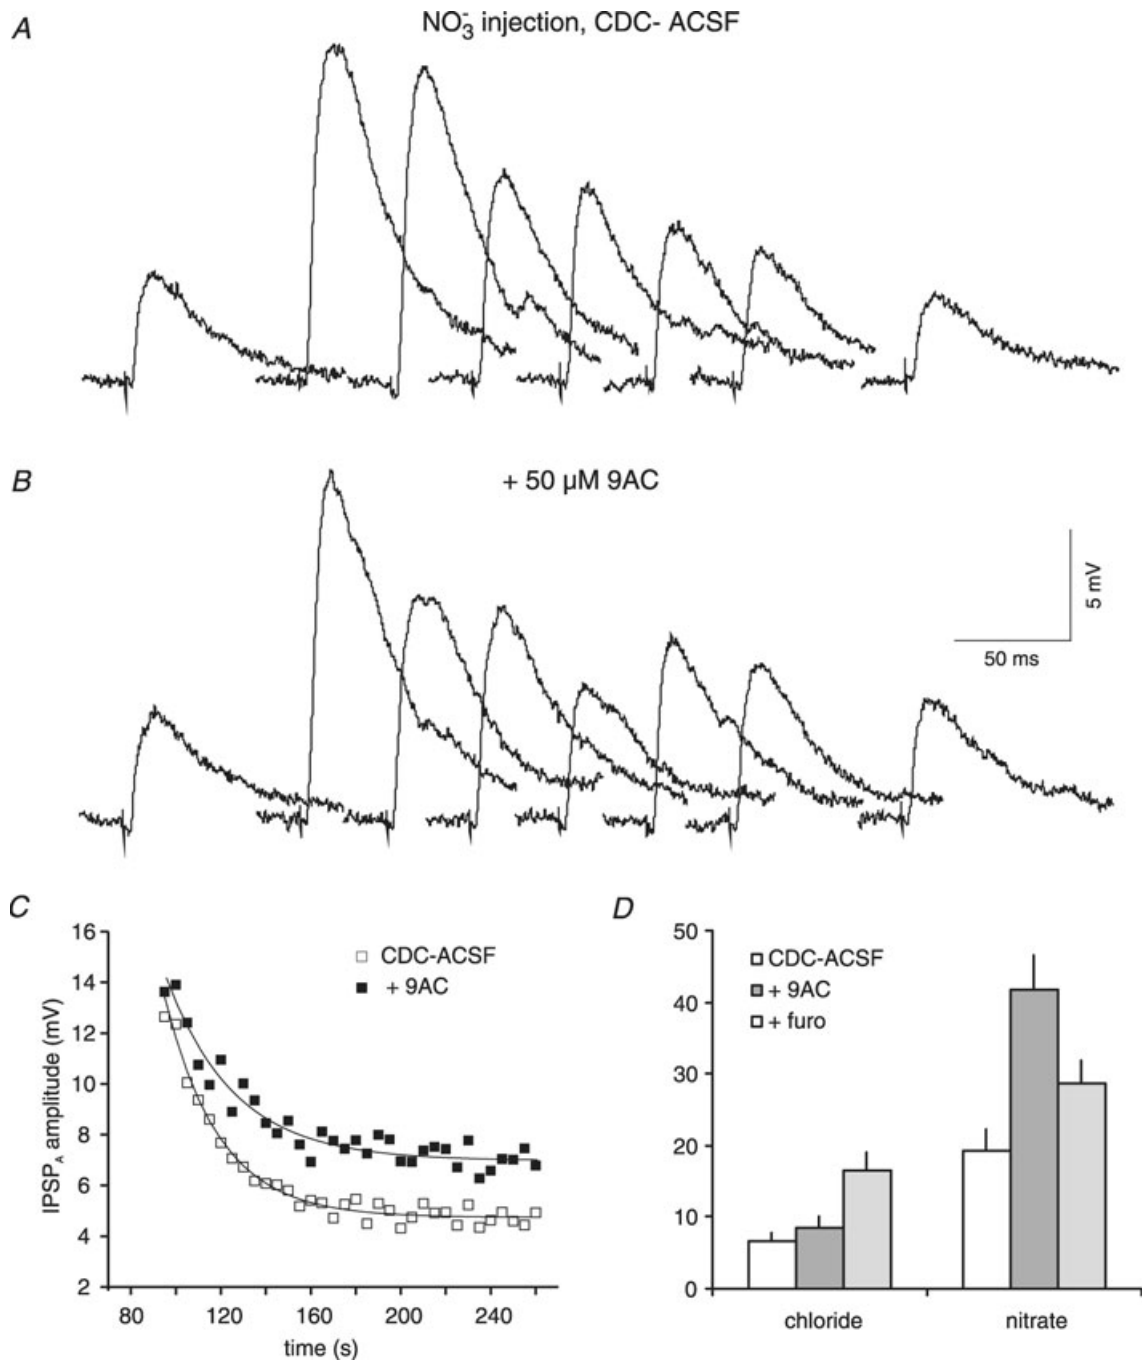 A
NO₃⁻ injection, CDC- ACSF
B
+ 50 µM 9AC
5 mV
50 ms
C
16
14
12
10
8
6
4
2
IPSP_A amplitude (mV)
CDC-ACSF
+ 9AC
80 120 160 200 240
time (s)
D
50
40
30
20
10
0
CDC-ACSF
+ 9AC
+ furo
chloride nitrate